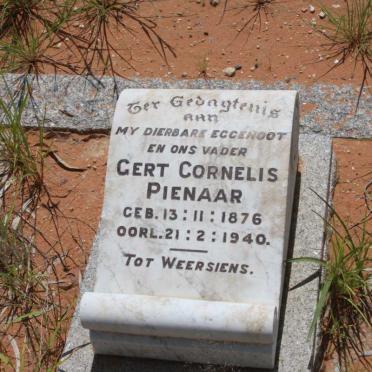 Ter Gedagtenis
aan
MY DIERBARE EGGENOOT
EN ONS VADER
GERT CORNELIS
PIENAAR
GEB. 13:11:1876
OORL. 21:2:1940.
TOT WEERSIENS.